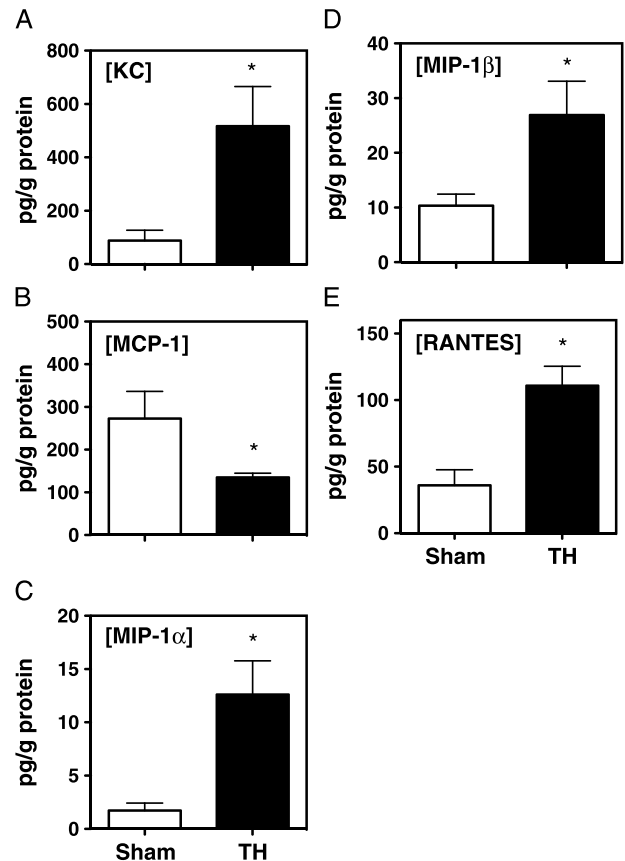 A
[KC]
*
pg/g protein
800
600
400
200
0
B
[MCP-1]
*
pg/g protein
500
400
300
200
100
0
C
[MIP-1α]
*
pg/g protein
20
15
10
5
0
Sham TH
D
[MIP-1β]
*
pg/g protein
40
30
20
10
0
E
[RANTES]
*
pg/g protein
150
100
50
0
Sham TH